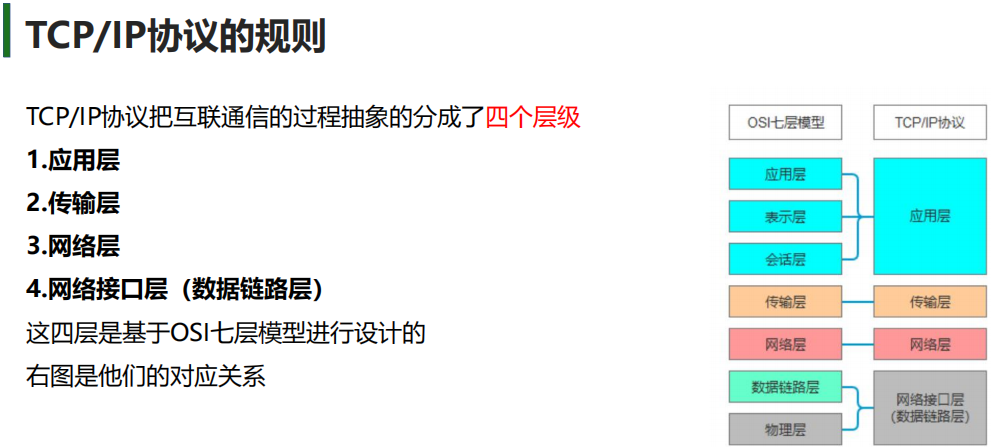 TCP/IP协议的规则
TCP/IP协议把互联通信的过程抽象的分成了四个层级
1.应用层
2.传输层
3.网络层
4.网络接口层（数据链路层）
这四层是基于OSI七层模型进行设计的
右图是他们的对应关系
OSI七层模型
TCP/IP协议
应用层
表示层
会话层
应用层
传输层
传输层
网络层
网络层
数据链路层
物理层
网络接口层
(数据链路层)